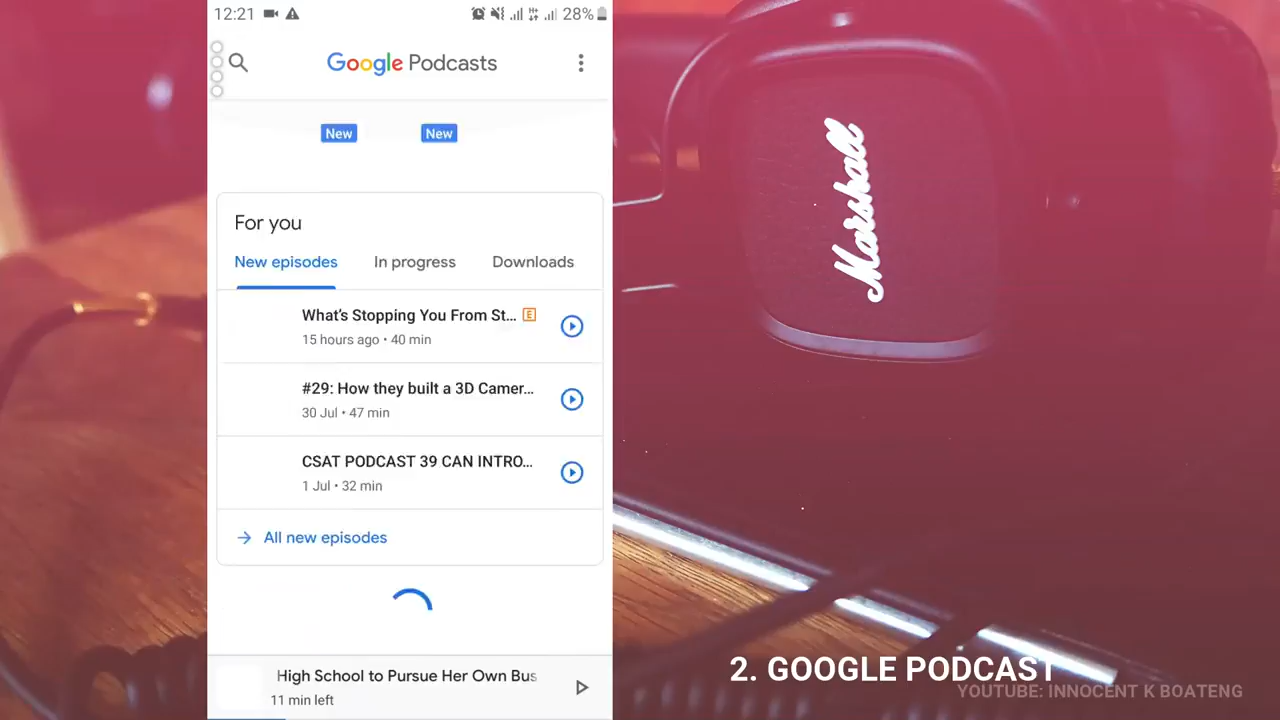 12:21
28%
Google Podcasts
New
New
For you
New episodes
In progress
Downloads
What's Stopping You From St...
E
15 hours ago • 40 min
#29: How they built a 3D Camer...
30 Jul • 47 min
CSAT PODCAST 39 CAN INTRO...
1 Jul • 32 min
All new episodes
High School to Pursue Her Own Bus
11 min left
Marshall
2. GOOGLE PODCAST
YOUTUBE: INNOCENT K BOATENG